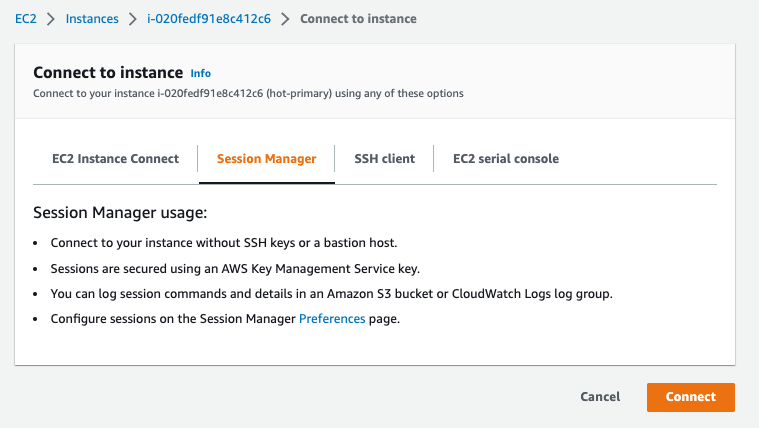 EC2 > Instances > i-020fedf91e8c412c6 > Connect to instance
Connect to instance Info
Connect to your instance i-020fedf91e8c412c6 (hot-primary) using any of these options
EC2 Instance Connect Session Manager SSH client EC2 serial console
Session Manager usage:
• Connect to your instance without SSH keys or a bastion host.
• Sessions are secured using an AWS Key Management Service key.
• You can log session commands and details in an Amazon S3 bucket or CloudWatch Logs log group.
• Configure sessions on the Session Manager Preferences page.
Cancel Connect